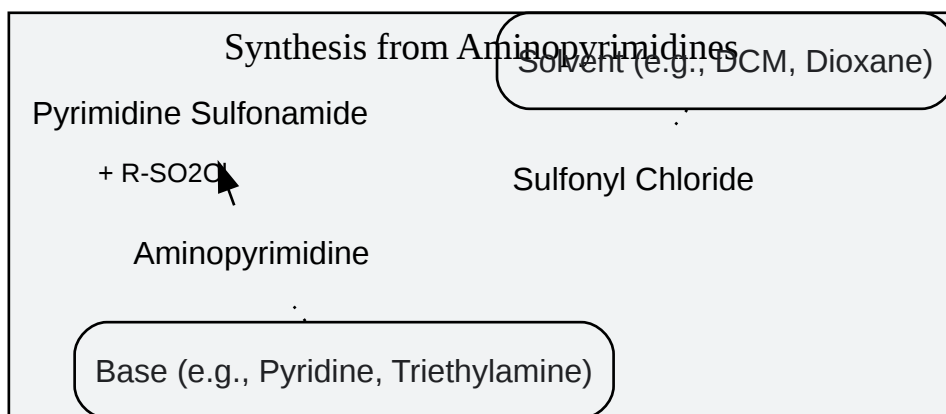 Synthesis from Aminopyrimidines
Solvent (e.g., DCM, Dioxane)
Pyrimidine Sulfonamide
+ R-SO2Cl
Sulfonyl Chloride
Aminopyrimidine
Base (e.g., Pyridine, Triethylamine)